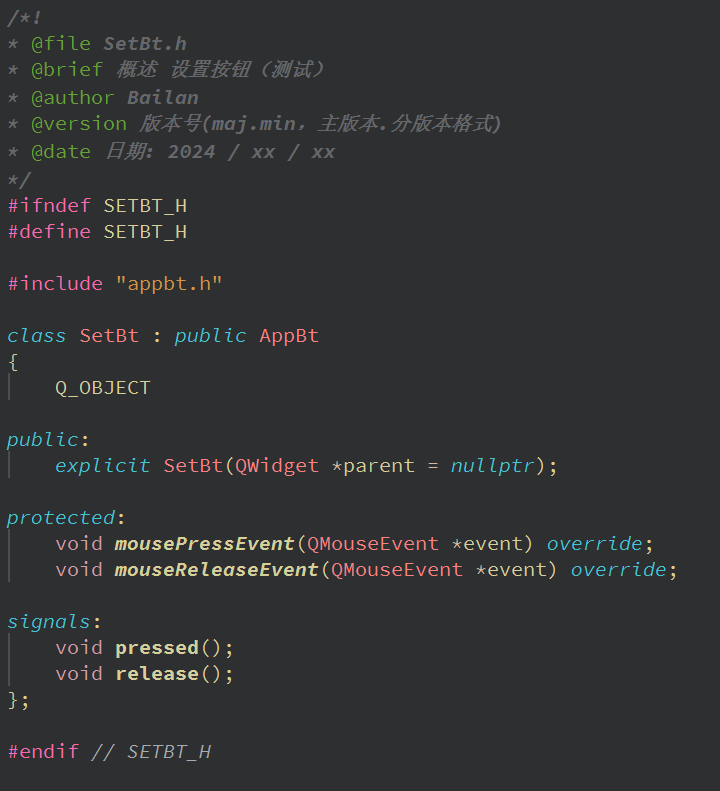 /*!
* @file SetBt.h
* @brief 概述 设置按钮（测试）
* @author Bailan
* @version 版本号(maj.min，主版本.分版本格式)
* @date 日期: 2024 / xx / xx
*/
#ifndef SETBT_H
#define SETBT_H

#include "appbt.h"

class SetBt : public AppBt
{
    Q_OBJECT

public:
    explicit SetBt(QWidget *parent = nullptr);

protected:
    void mousePressEvent(QMouseEvent *event) override;
    void mouseReleaseEvent(QMouseEvent *event) override;

signals:
    void pressed();
    void release();
};

#endif // SETBT_H